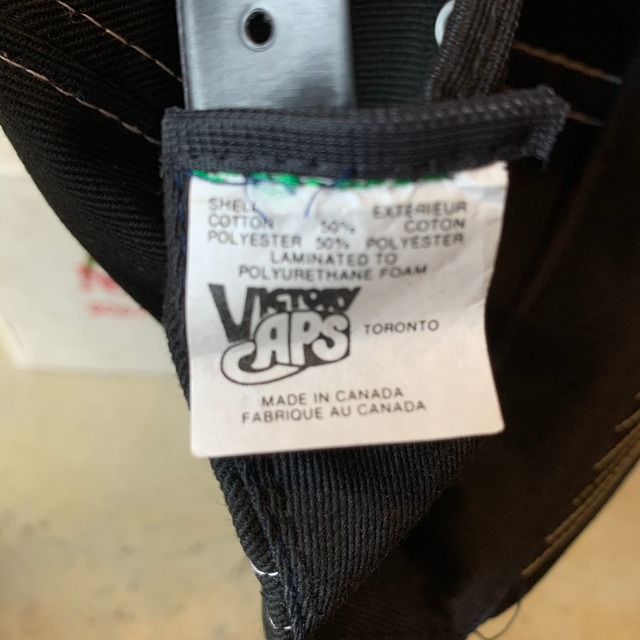 SHELL EXTÉRIEUR
COTTON 50% COTON
POLYESTER 50% POLYESTER
LAMINATED TO
POLYURETHANE FOAM
VICTORY
CAPS TORONTO
MADE IN CANADA
FABRIQUE AU CANADA